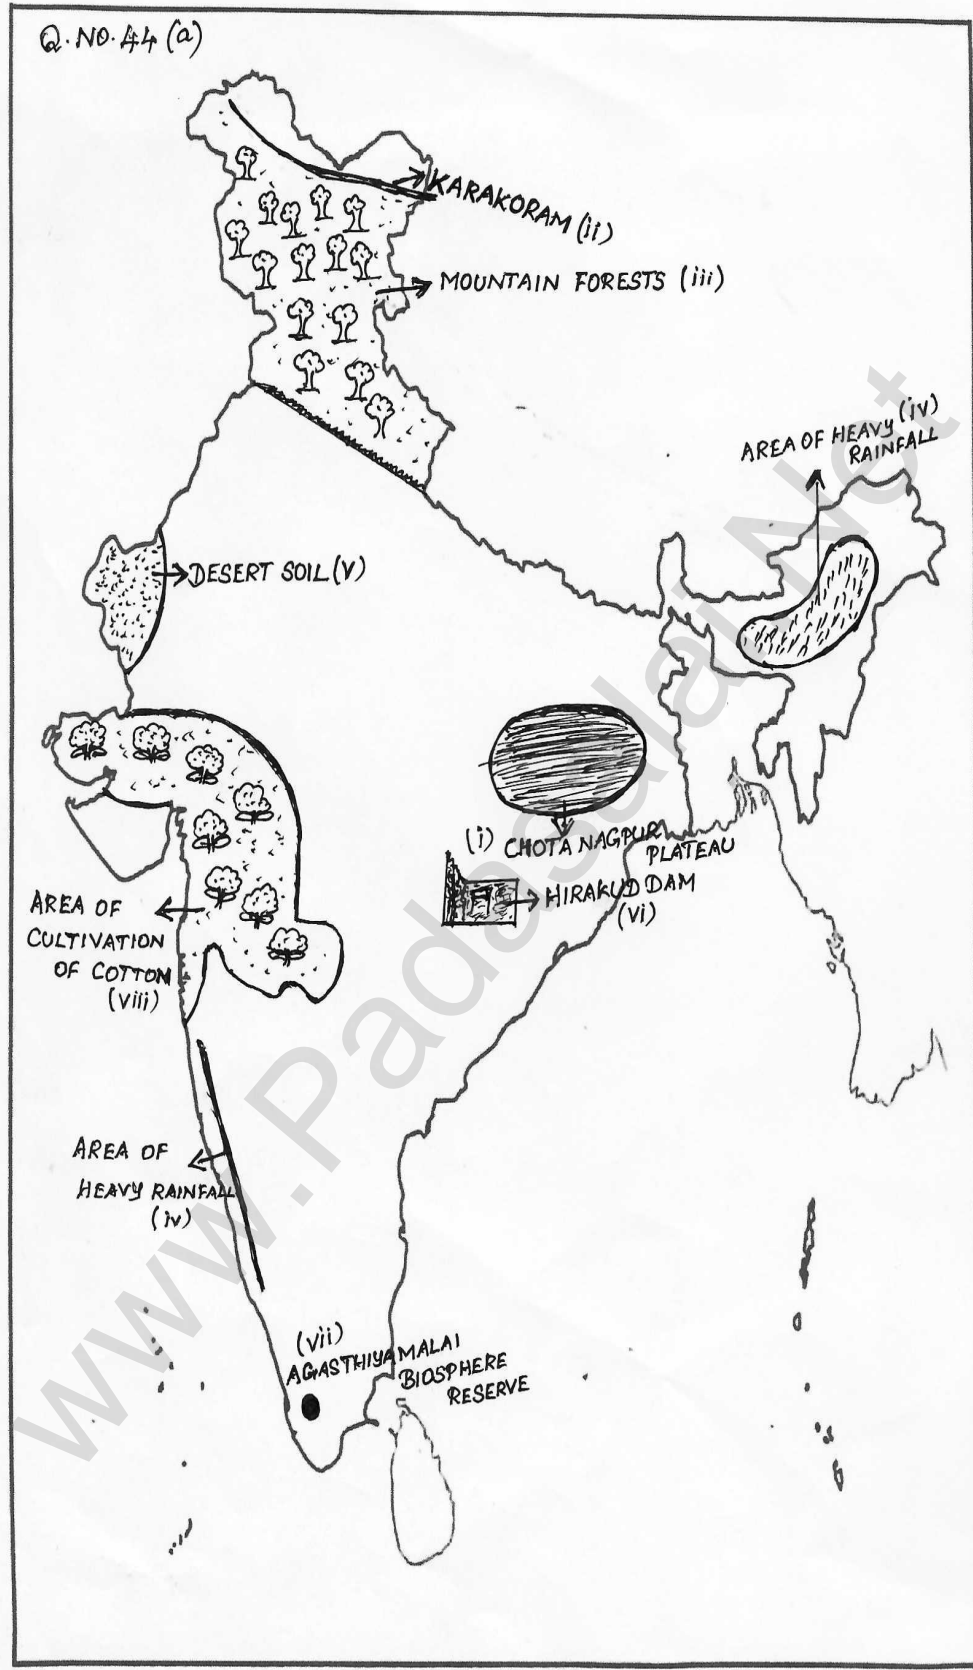 Q.NO.44 (a)
KARAKORAM (ii)
MOUNTAIN FORESTS (iii)
AREA OF HEAVY (iv)
RAINFALL
DESERT SOIL (V)
(i) CHOTA NAGPUR
PLATEAU
HIRAKUD DAM
(vi)
AREA OF
CULTIVATION
OF COTTOM
(viii)
AREA OF
HEAVY RAINFALL
(iv)
(vii)
AGASTHIYAMALAI
BIOSPHERE
RESERVE
www.Padasalai.Net